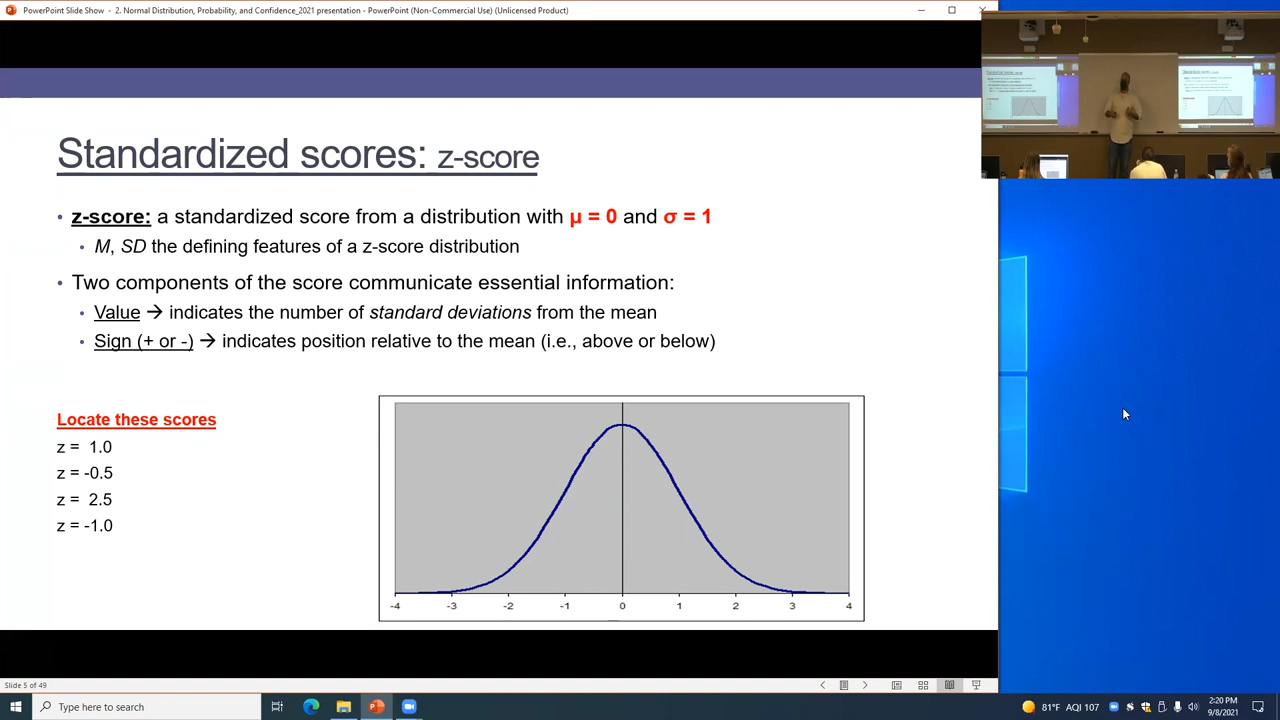 PowerPoint Slide Show - 2. Normal Distribution, Probability, and Confidence_2021 presentation - PowerPoint (Non-Commercial Use) (Unlicensed Product)
Standardized scores: z-score
• z-score: a standardized score from a distribution with μ = 0 and σ = 1
• M, SD the defining features of a z-score distribution
• Two components of the score communicate essential information:
• Value → indicates the number of standard deviations from the mean
• Sign (+ or -) → indicates position relative to the mean (i.e., above or below)
Locate these scores
z = 1.0
z = -0.5
z = 2.5
z = -1.0
-4 -3 -2 -1 0 1 2 3 4
Slide 5 of 49
Type here to search
81°F AQI 107
2:20 PM
9/8/2021